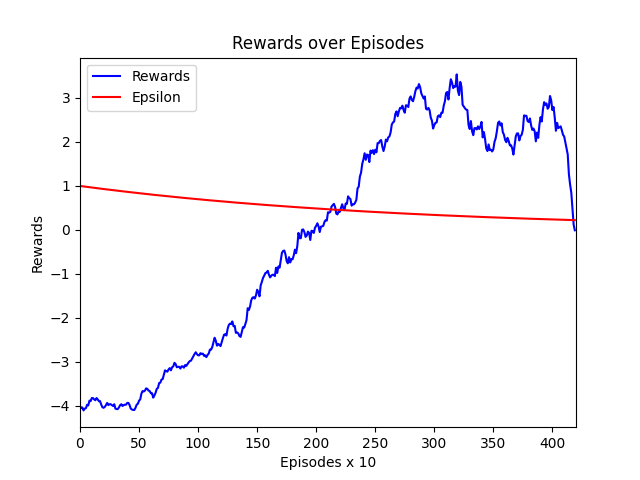 Rewards over Episodes
Rewards
Epsilon
3
2
1
0
−1
−2
−3
−4
Rewards
0 50 100 150 200 250 300 350 400
Episodes x 10